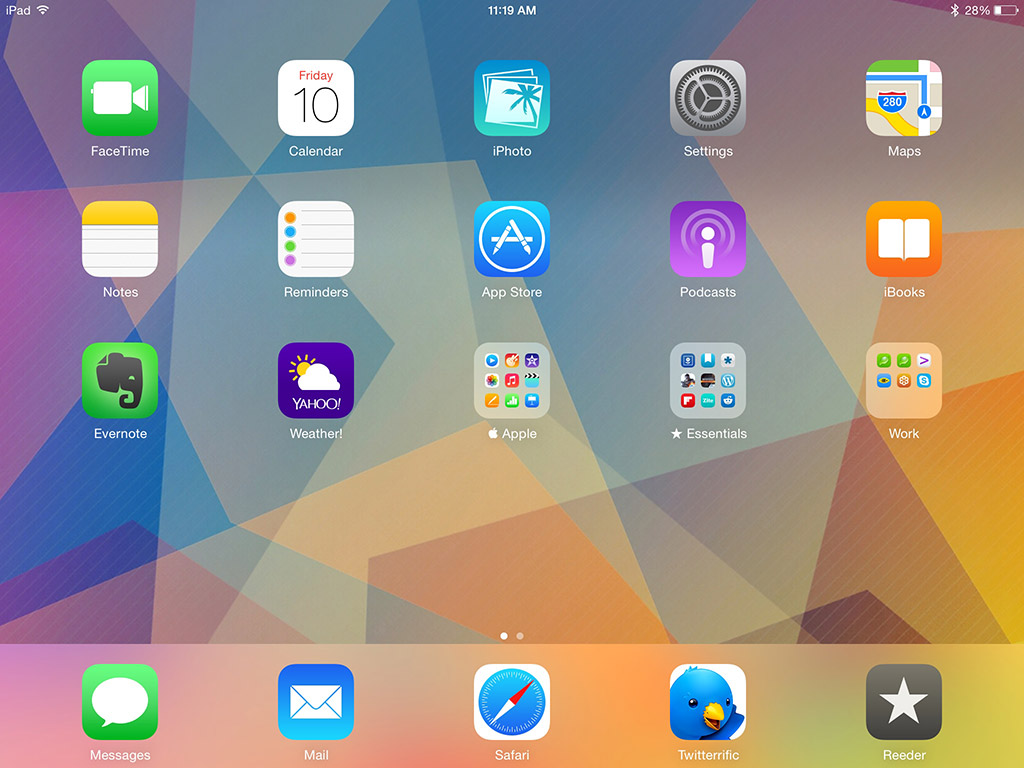 iPad 11:19 AM 28%
Friday
10
280
FaceTime Calendar iPhoto Settings Maps
Notes Reminders App Store Podcasts iBooks
YAHOO!
Zite
Evernote Weather! Apple ★ Essentials Work
Messages Mail Safari Twitterrific Reeder